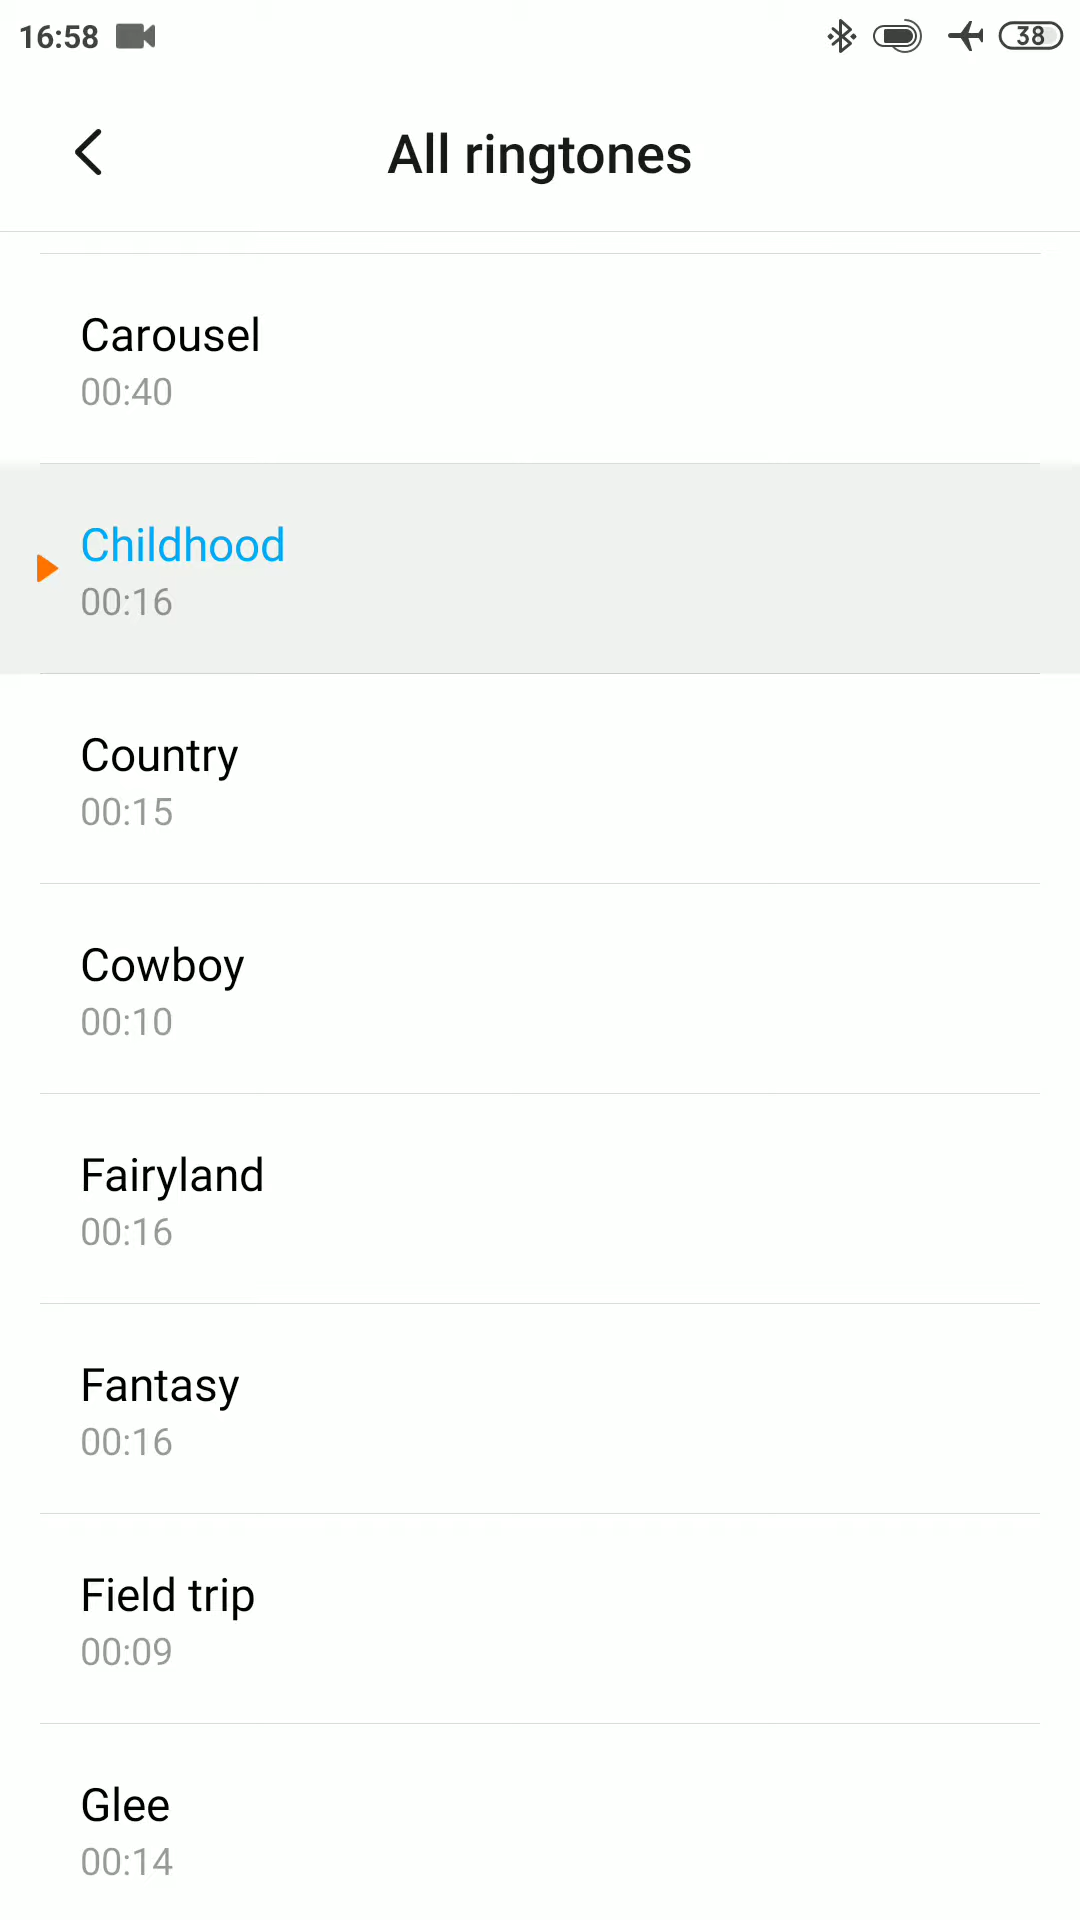 16:58
38
All ringtones
Carousel
00:40
Childhood
00:16
Country
00:15
Cowboy
00:10
Fairyland
00:16
Fantasy
00:16
Field trip
00:09
Glee
00:14